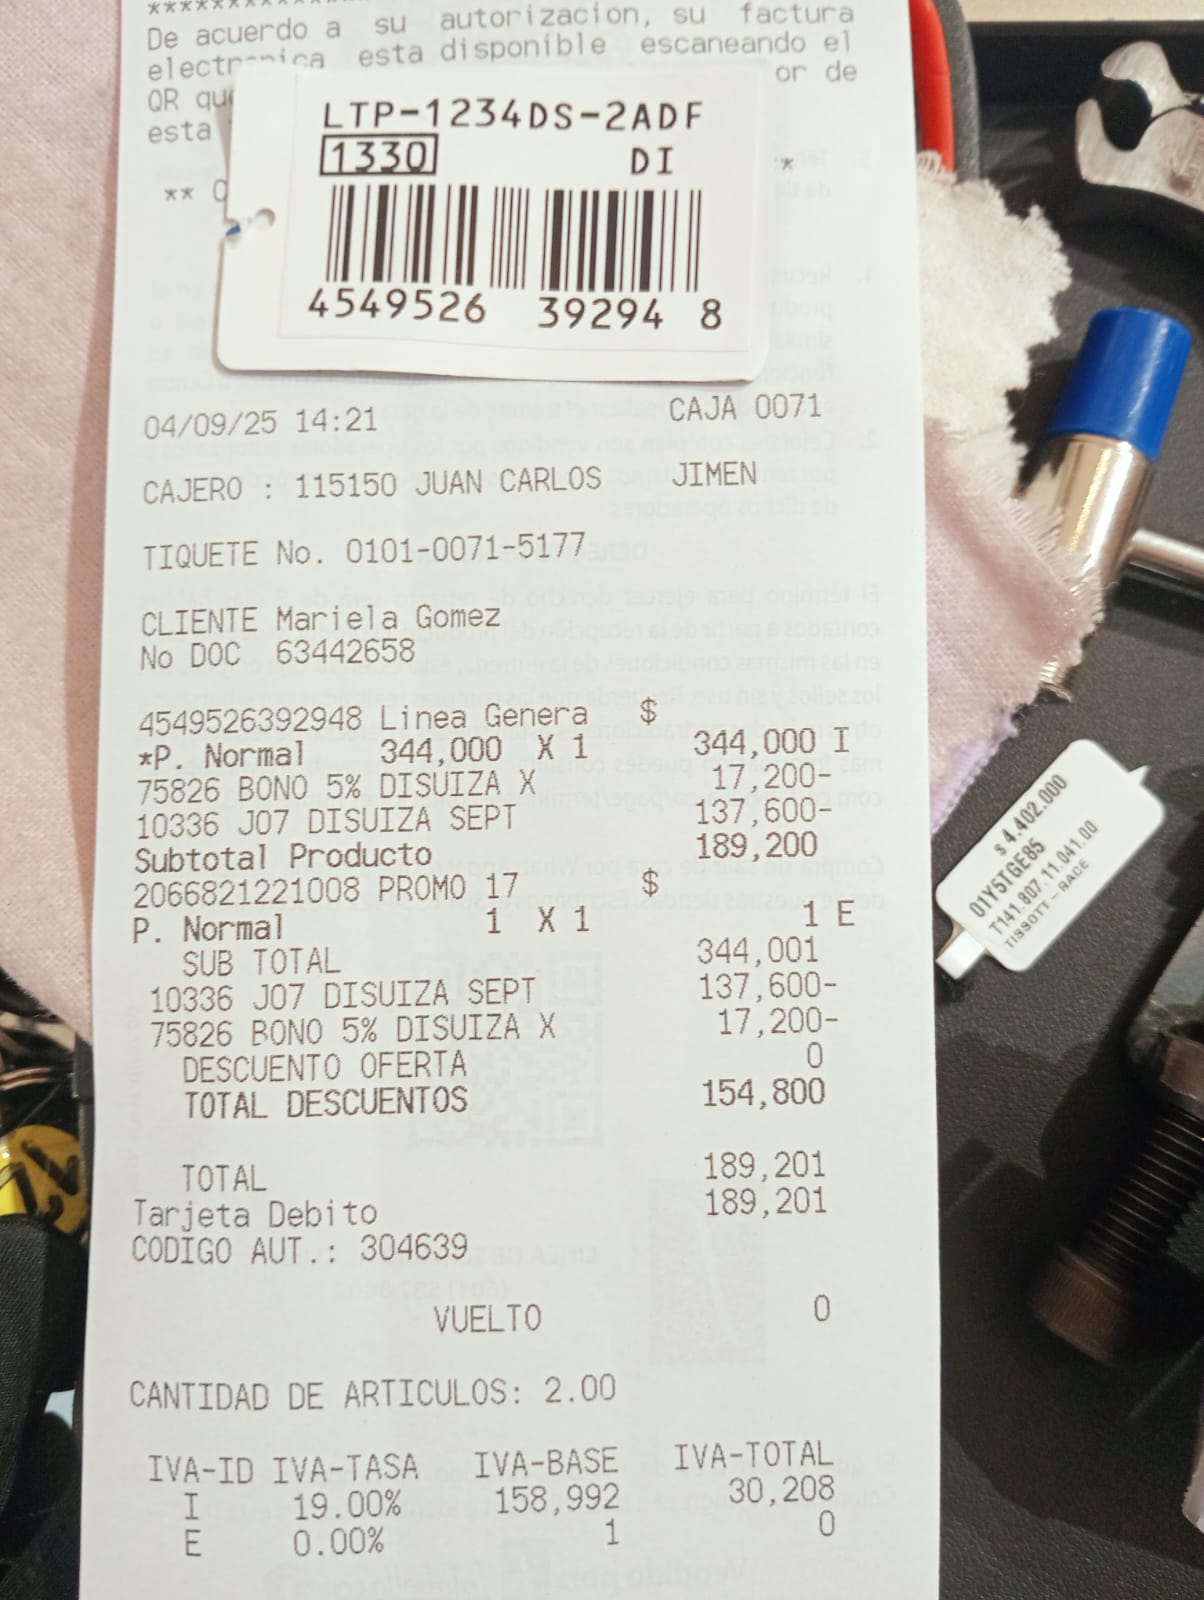 De acuerdo a su autorizacion, su factura
esta disponible escaneando el
QR or de
esta
LTP-1234DS-2ADF
1330 DI
*
**
4549526 39294 8
04/09/25 14:21 CAJA 0071
CAJERO : 115150 JUAN CARLOS JIMEN
TIQUETE No. 0101-0071-5177
CLIENTE Mariela Gomez
No DOC 63442658
4549526392948 Linea Genera $
*P. Normal 344,000 X 1 344,000 I
75826 BONO 5% DISUIZA X 17,200-
10336 J07 DISUIZA SEPT 137,600-
Subtotal Producto 189,200
2066821221008 PROMO 17 $
P. Normal 1 X 1 1 E
SUB TOTAL 344,001
10336 J07 DISUIZA SEPT 137,600-
75826 BONO 5% DISUIZA X 17,200-
DESCUENTO OFERTA 0
TOTAL DESCUENTOS 154,800
TOTAL 189,201
Tarjeta Debito 189,201
CODIGO AUT.: 304639
VUELTO 0
CANTIDAD DE ARTICULOS: 2.00
IVA-ID IVA-TASA IVA-BASE IVA-TOTAL
I 19.00% 158,992 30,208
E 0.00% 1 0
$ 4.402.000
01Y5TGE85
T141.807.11.041.00
TISSOTT-RACE